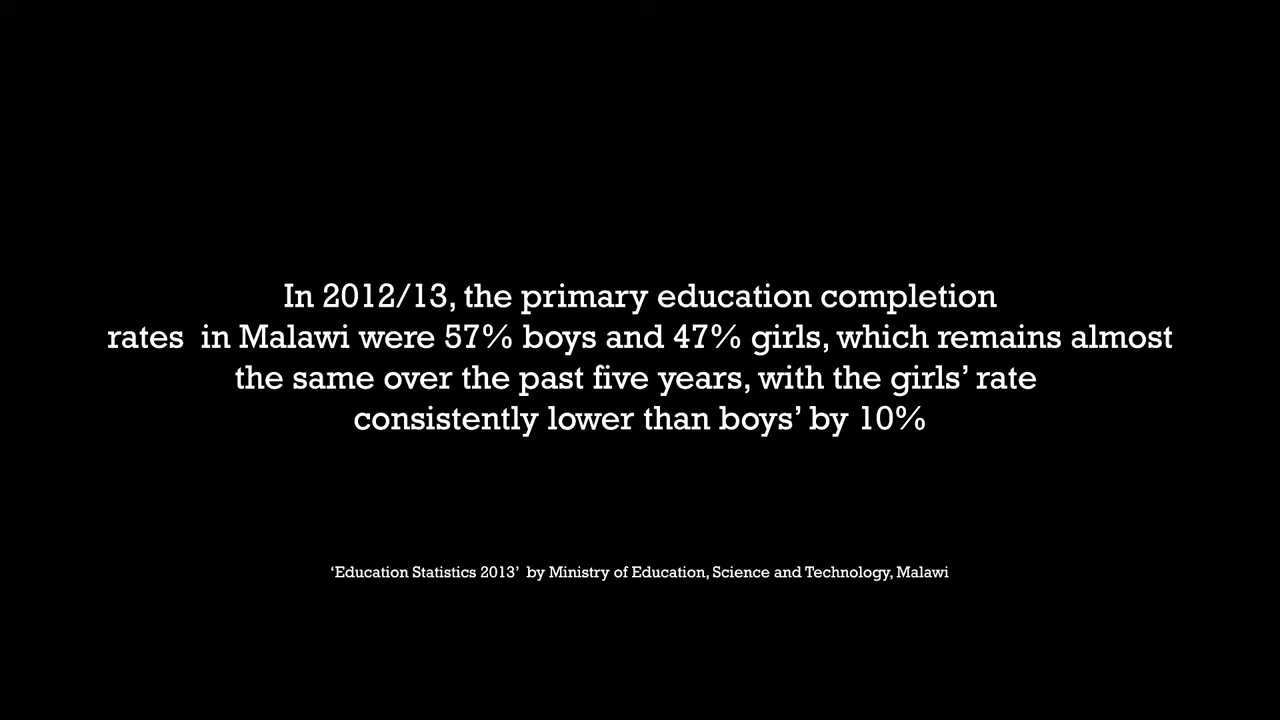 In 2012/13, the primary education completion
rates  in Malawi were 57% boys and 47% girls, which remains almost
the same over the past five years, with the girls’ rate
consistently lower than boys’ by 10%
‘Education Statistics 2013’  by Ministry of Education, Science and Technology, Malawi